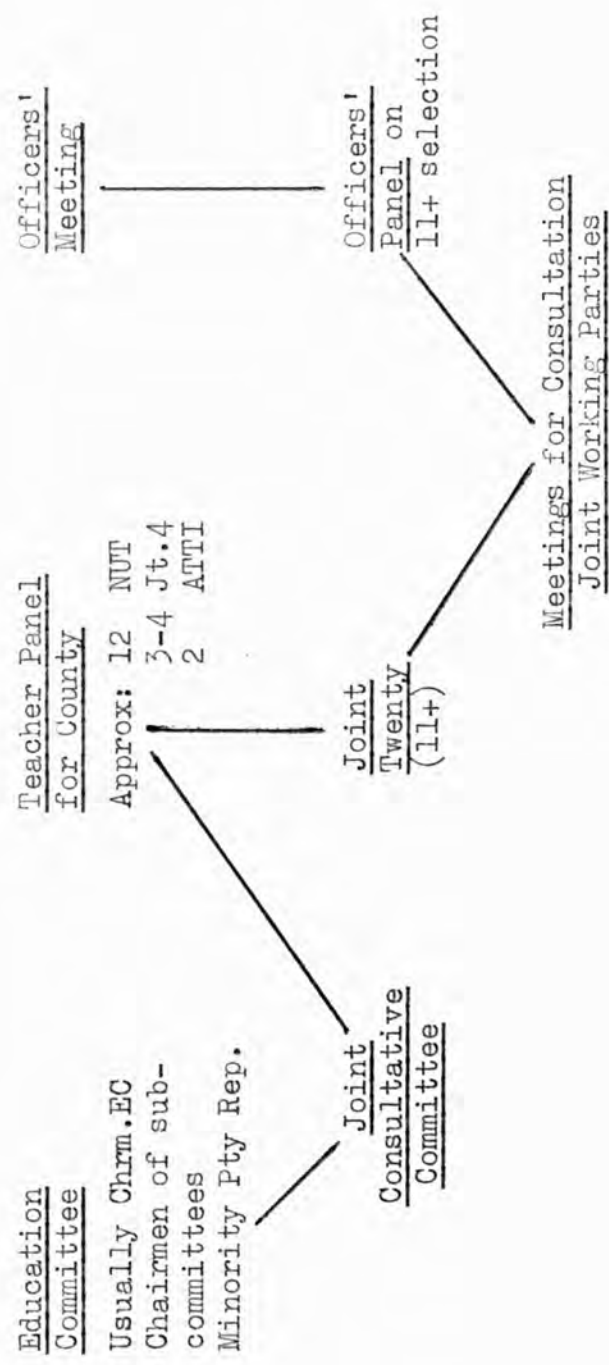 Education
Committee
Usually Chrm.EC
Chairmen of sub-
committees
Minority Pty Rep.
Teacher Panel
for County
Approx: 12 NUT
3-4 Jt.4
2 ATTI
Officers'
Meeting
Joint
Consultative
Committee
Joint
Twenty
(11+)
Officers'
Panel on
11+ selection
Meetings for Consultation
Joint Working Parties